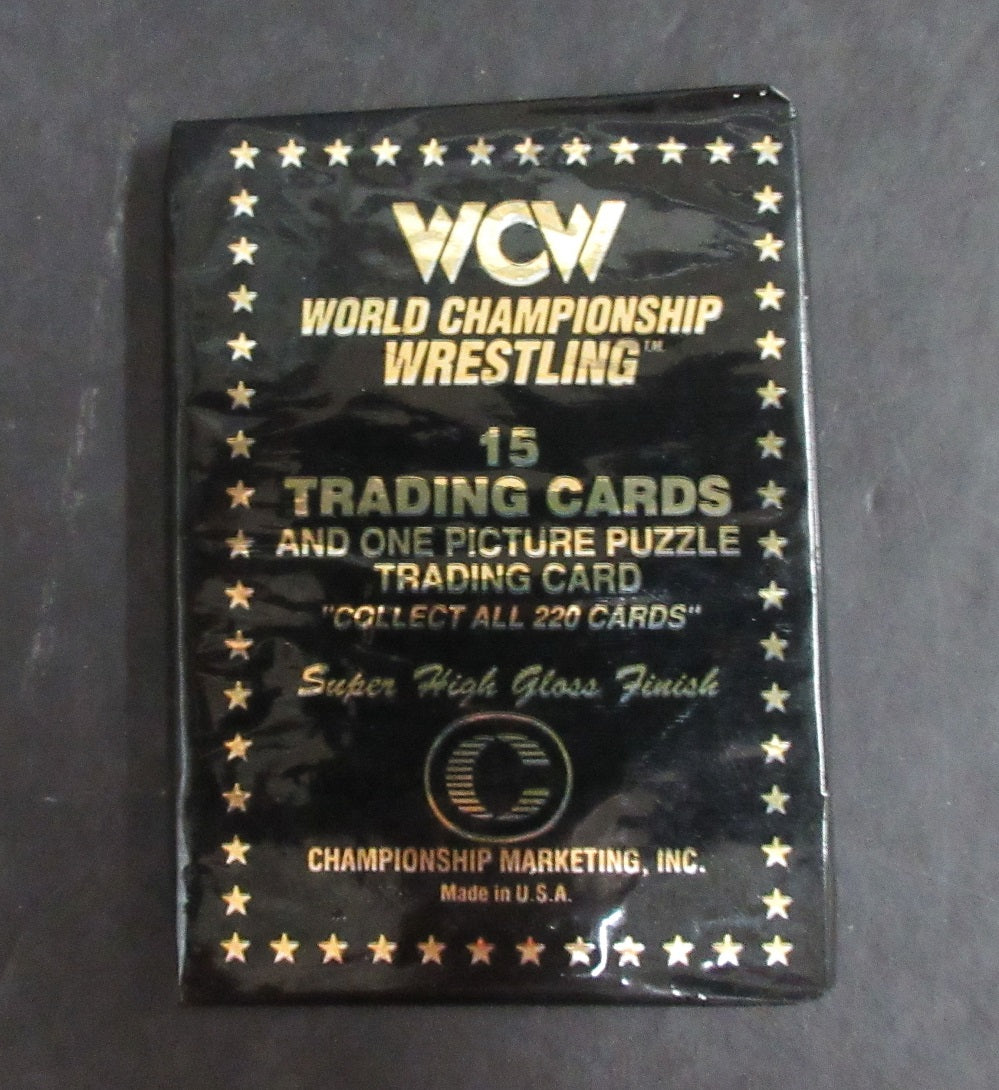 WCW
WORLD CHAMPIONSHIP
WRESTLING T.M.
15
TRADING CARDS
AND ONE PICTURE PUZZLE
TRADING CARD
"COLLECT ALL 220 CARDS"
Super High Gloss Finish
C
CHAMPIONSHIP MARKETING, INC.
Made in U.S.A.